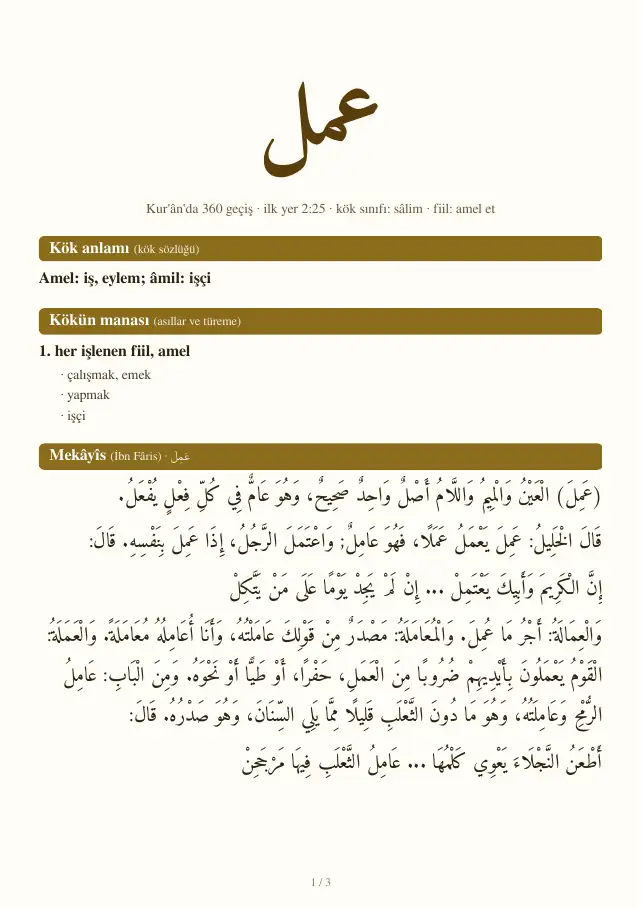 عمل
Kur'ân'da 360 geçiş · ilk yer 2:25 · kök sınıfı: sâlim · fiil: amel et
Kök anlamı (kök sözlüğü)
Amel: iş, eylem; âmil: işçi
Kökün manası (asıllar ve türeme)
1. her işlenen fiil, amel
· çalışmak, emek
· yapmak
· işçi
Mekâyîs (İbn Fâris) · عَمِلَ
(عَمِلَ) الْعَيْنُ وَالْمِيمُ وَاللَّامُ أَصْلٌ وَاحِدٌ صَحِيحٌ، وَهُوَ عَامٌّ فِي كُلِّ فِعْلٍ يُفْعَلُ.
قَالَ الْخَلِيلُ: عَمِلَ يَعْمَلُ عَمَلًا، فَهُوَ عَامِلٌ; وَاعْتَمَلَ الرَّجُلُ، إِذَا عَمِلَ بِنَفْسِهِ. قَالَ:
إِنَّ الْكَرِيمَ وَأَبِيكَ يَعْتَمِلْ ... إِنْ لَمْ يَجِدْ يَوْمًا عَلَى مَنْ يَتَّكِلْ
وَالْعِمَالَةُ: أَجْرُ مَا عُمِلَ. وَالْمُعَامَلَةُ: مَصْدَرٌ مِنْ قَوْلِكَ عَامَلْتُهُ، وَأَنَا أُعَامِلُهُ مُعَامَلَةً. وَالْعَمَلَةُ:
الْقَوْمُ يَعْمَلُونَ بِأَيْدِيهِمْ ضُرُوبًا مِنَ الْعَمَلِ، حَفْرًا، أَوْ طَيًّا أَوْ نَحْوَهُ. وَمِنَ الْبَابِ: عَامِلُ
الرُّمْحِ وَعَامِلَتُهُ، وَهُوَ مَا دُونَ الثَّعْلَبِ قَلِيلًا مِمَّا يَلِي السِّنَانَ، وَهُوَ صَدْرُهُ. قَالَ:
أَطْعَنُ النَّجْلَاءَ يَعْوِي كَلْمُهَا ... عَامِلُ الثَّعْلَبِ فِيهَا مَرْجَحِنْ
1 / 3